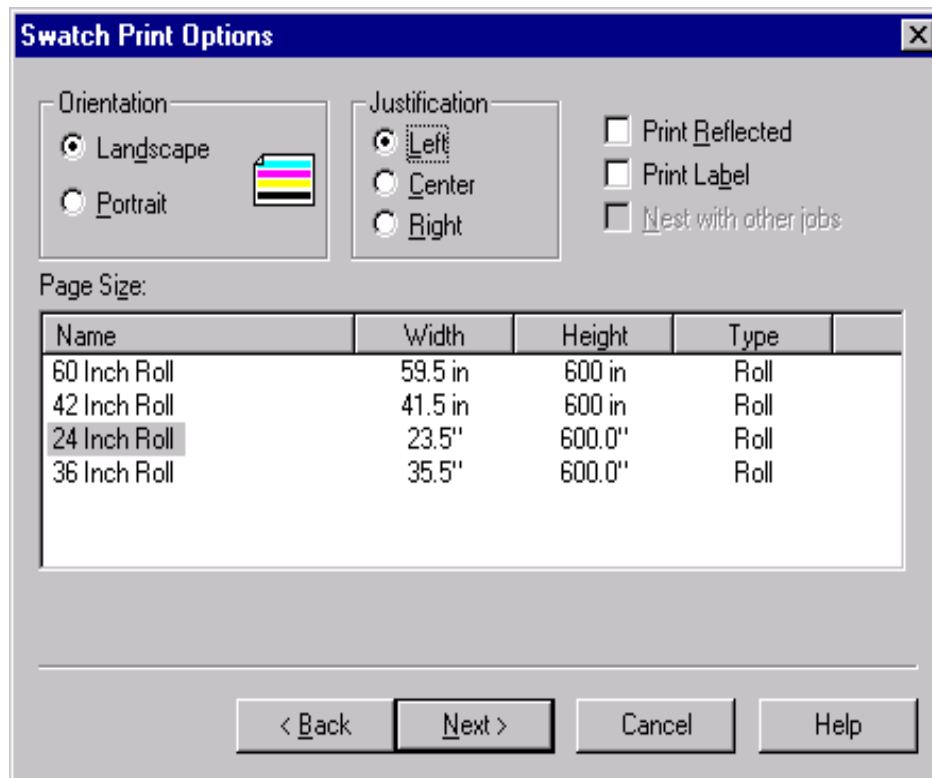 Swatch Print Options
Orientation
Landscape
Portrait
Justification
Left
Center
Right
Print Reflected
Print Label
Nest with other jobs
Page Size:
Name Width Height Type
60 Inch Roll 59.5 in 600 in Roll
42 Inch Roll 41.5 in 600 in Roll
24 Inch Roll 23.5" 600.0" Roll
36 Inch Roll 35.5" 600.0" Roll
< Back Next > Cancel Help